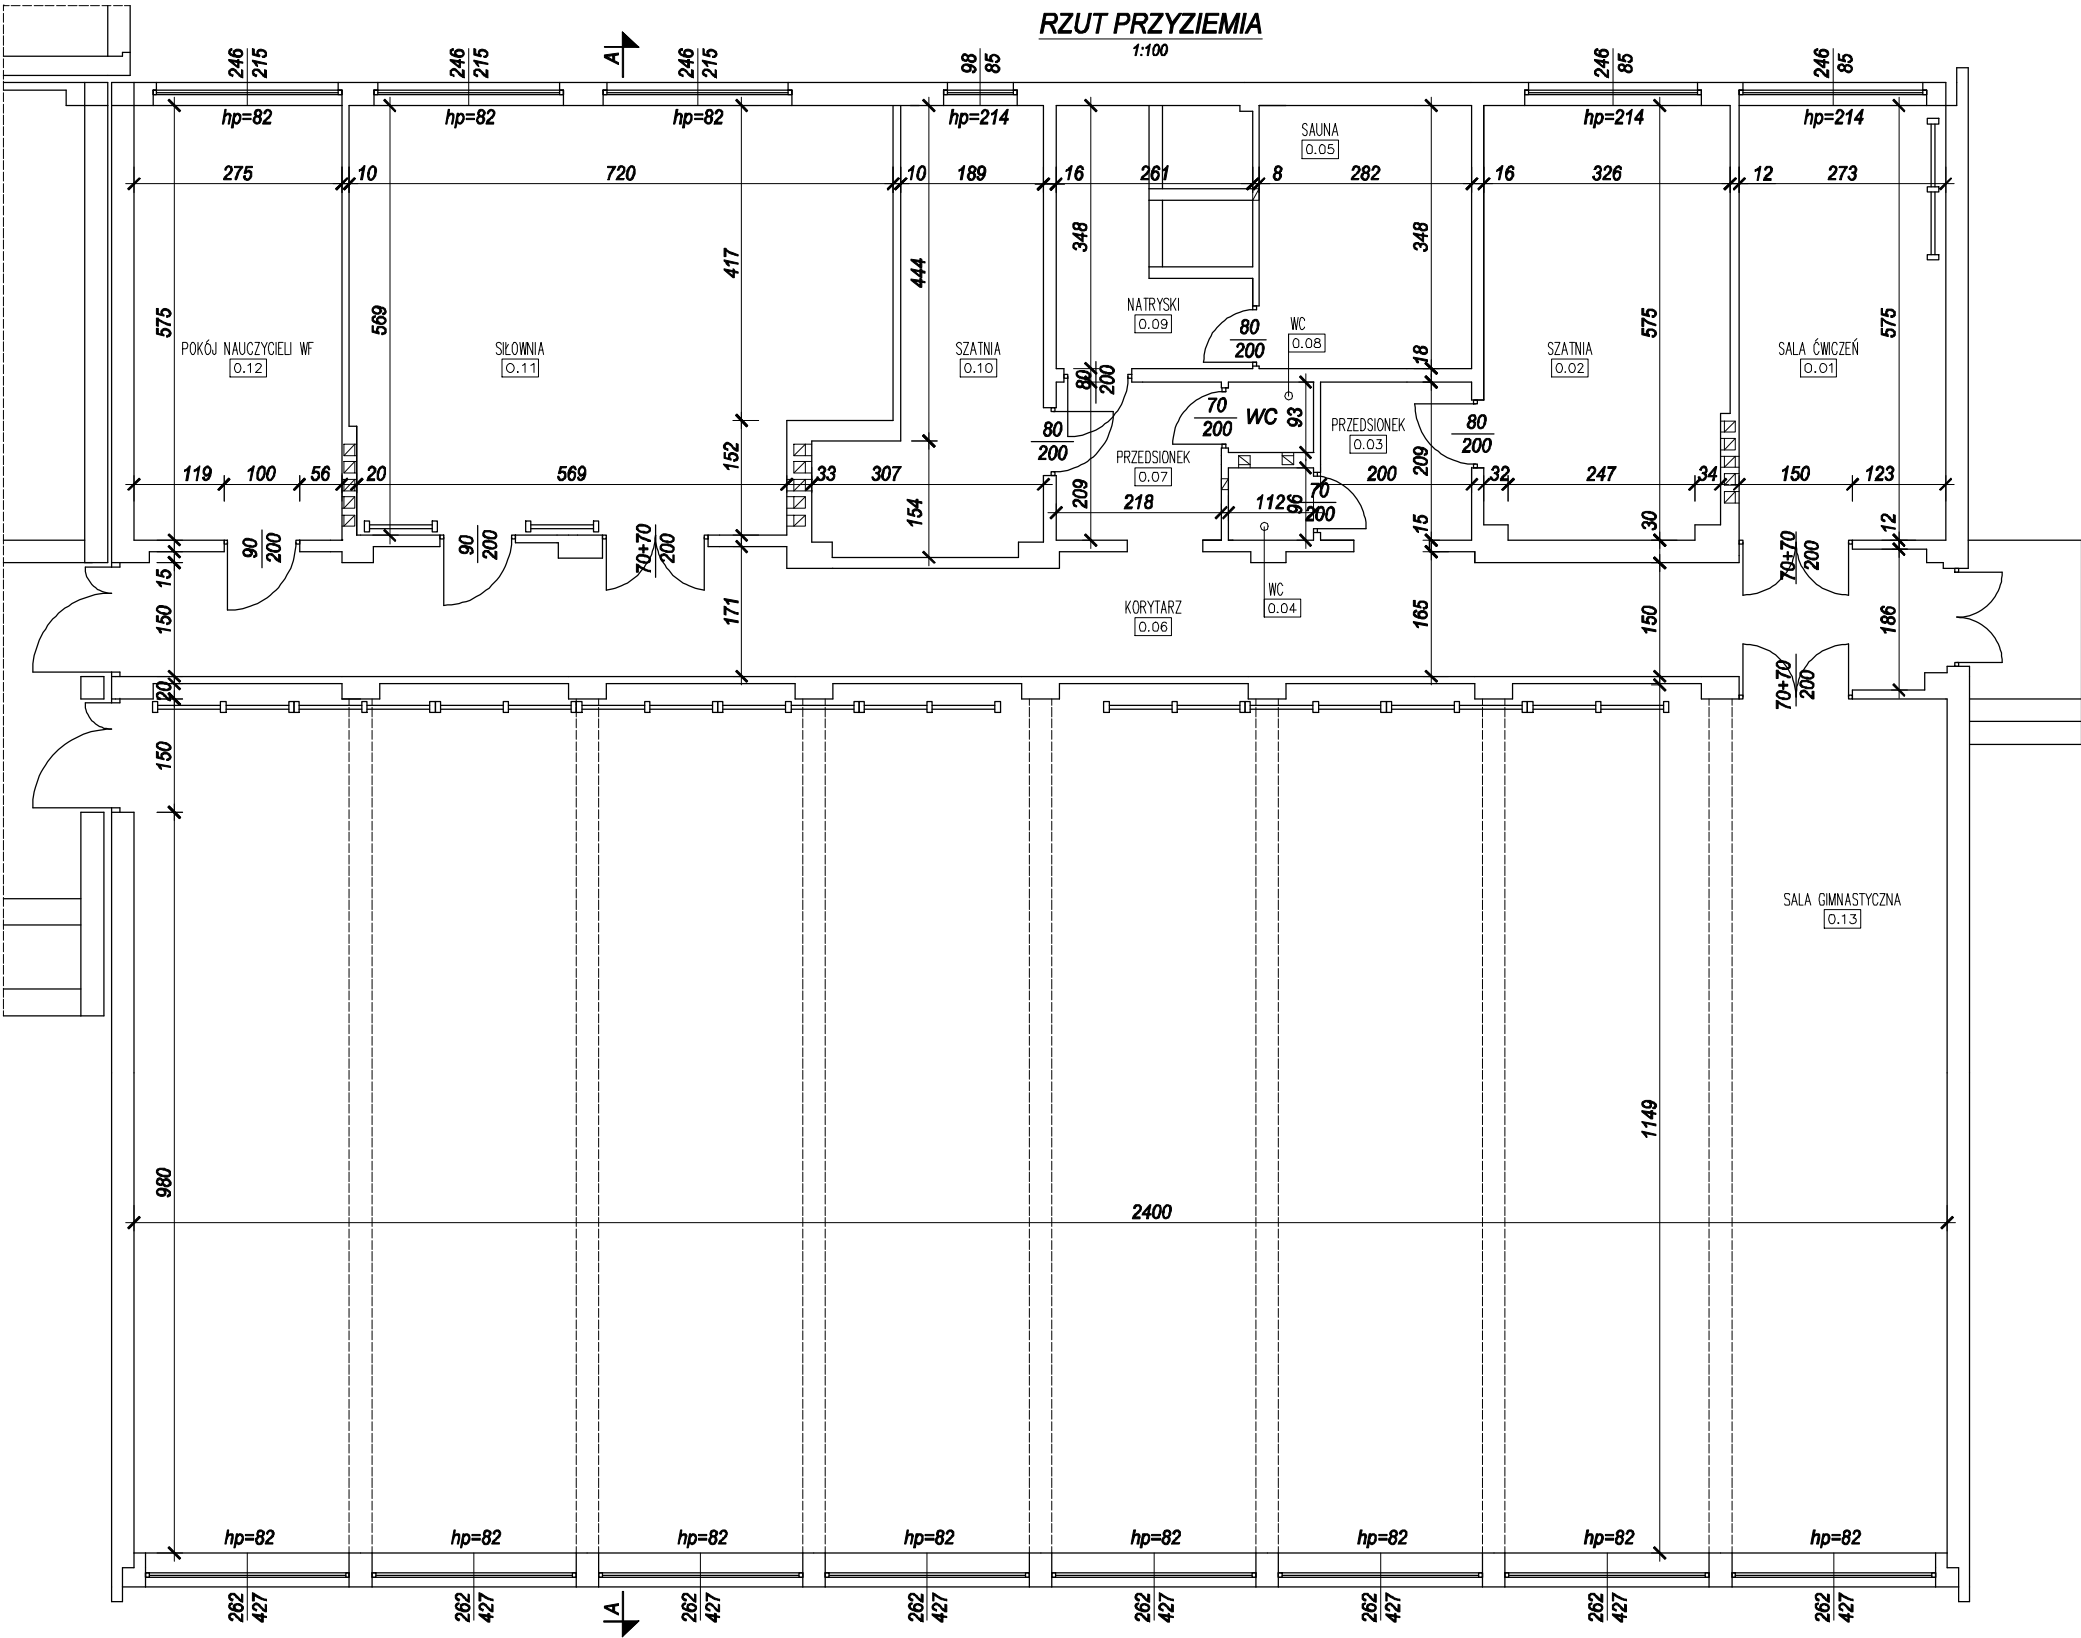 RZUT PRZYZIEMIA
1:100
246 215
246 215
A
246 215
98 85
246 85
246 85
hp=82
hp=82
hp=82
hp=214
hp=214
hp=214
SAUNA
0.05
275 10 720 10 189 16 261 8 282 16 326 12 273
348
348
417
444
575
569
575
575
NATRYSKI
0.09
WC
0.08
80
200
18
POKÓJ NAUCZYCIELI WF
0.12
SIŁOWNIA
0.11
SZATNIA
0.10
SZATNIA
0.02
SALA ĆWICZEŃ
0.01
80
200
70
200
WC
93
PRZEDSIONEK
0.03
80
200
80
200
152
PRZEDSIONEK
0.07
209
209
119 100 56 20 569 33 307
218 112 200 32 247 34 150 123
96
70
200
154
15
30
12
90
200
90
200
70+70
200
70+70
200
15
150
171
WC
0.04
KORYTARZ
0.06
165
150
186
20
70+70
200
150
SALA GIMNASTYCZNA
0.13
1149
980
2400
hp=82
hp=82
hp=82
hp=82
hp=82
hp=82
hp=82
hp=82
262 427
262 427
A
262 427
262 427
262 427
262 427
262 427
262 427